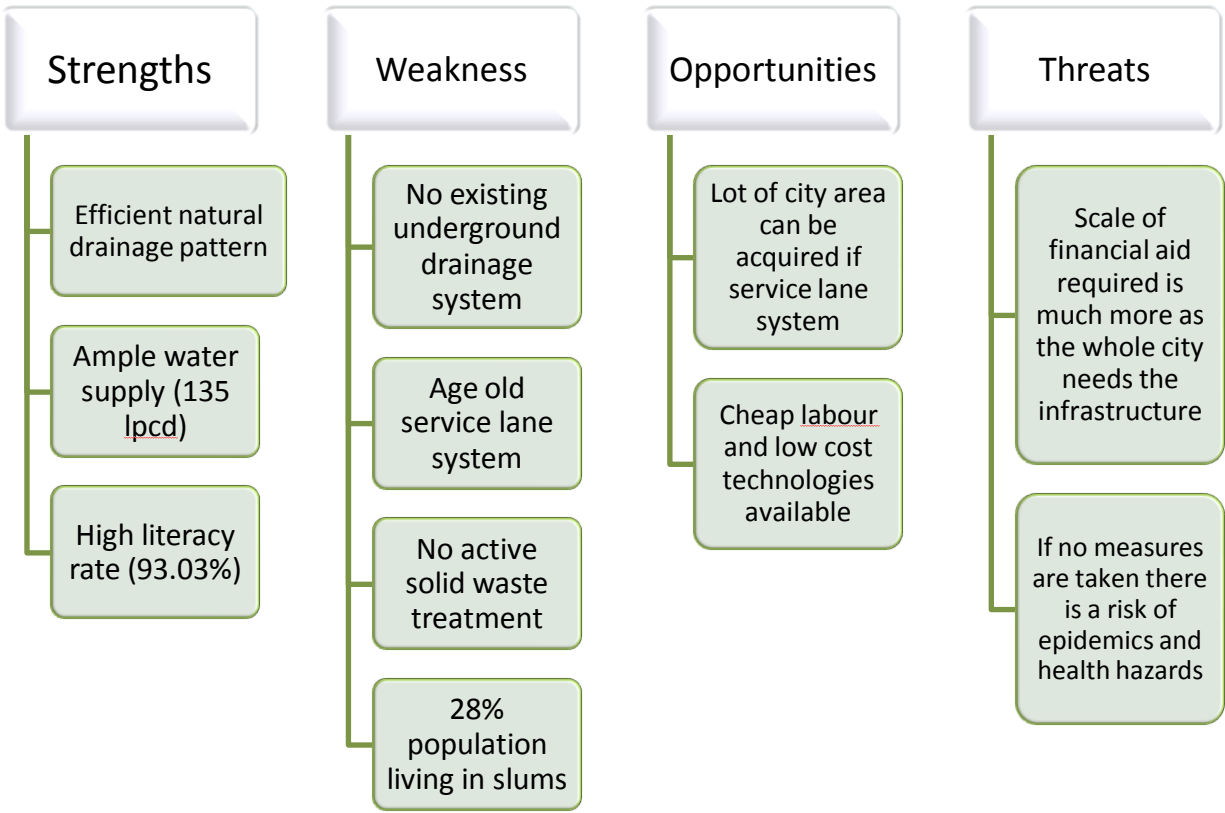 Strengths
Efficient natural
drainage pattern
Ample water
supply (135
lpcd)
High literacy
rate (93.03%)
Weakness
No existing
underground
drainage
system
Age old
service lane
system
No active
solid waste
treatment
28%
population
living in slums
Opportunities
Lot of city area
can be
acquired if
service lane
system
Cheap labour
and low cost
technologies
available
Threats
Scale of
financial aid
required is
much more as
the whole city
needs the
infrastructure
If no measures
are taken there
is a risk of
epidemics and
health hazards